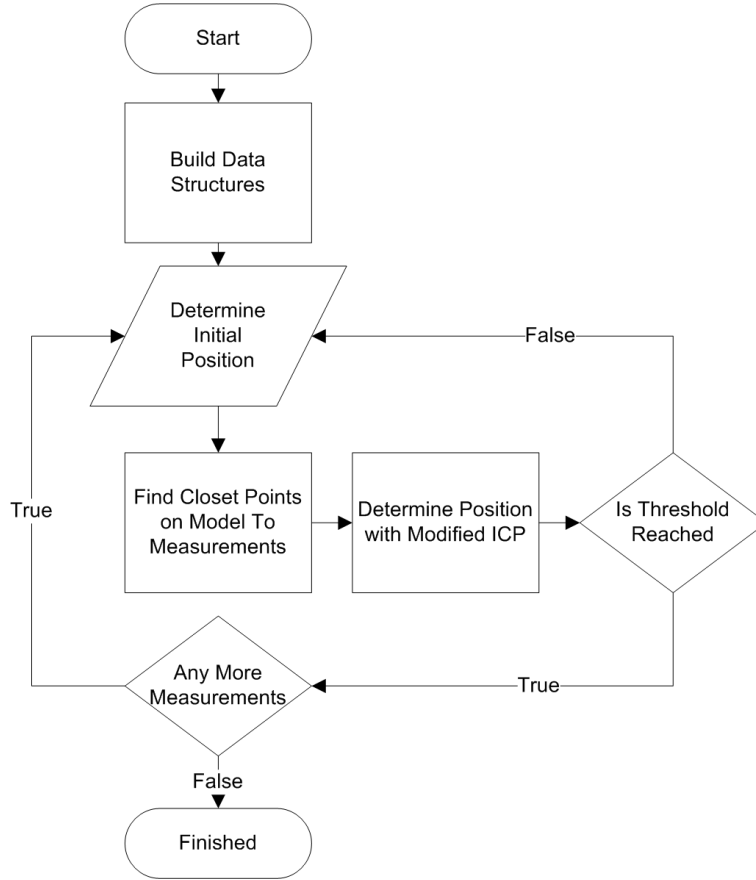 Start
Build Data
Structures
Determine
Initial
Position
False
True
Find Closet Points
on Model To
Measurements
Determine Position
with Modified ICP
Is Threshold
Reached
Any More
Measurements
True
False
Finished